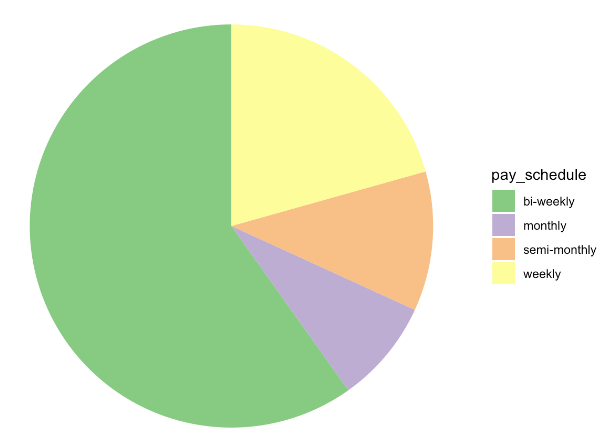 pay_schedule
bi-weekly
monthly
semi-monthly
weekly